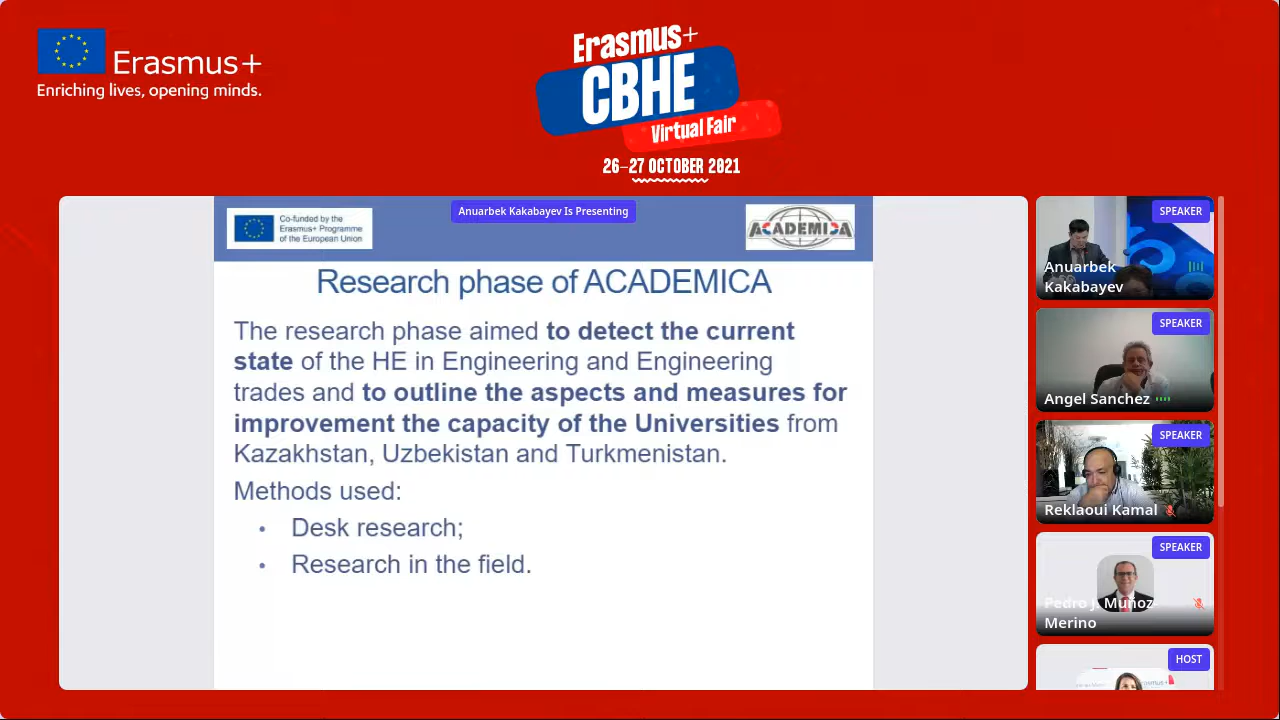 Erasmus+
Enriching lives, opening minds.
Erasmus+
CBHE
Virtual Fair
26–27 OCTOBER 2021
Co-funded by the
Erasmus+ Programme
of the European Union
Anuarbek Kakabayev Is Presenting
ACADEMICA
Research phase of ACADEMICA
The research phase aimed to detect the current
state of the HE in Engineering and Engineering
trades and to outline the aspects and measures for
improvement the capacity of the Universities from
Kazakhstan, Uzbekistan and Turkmenistan.
Methods used:
• Desk research;
• Research in the field.
SPEAKER
Anuarbek
Kakabayev
SPEAKER
Angel Sanchez
SPEAKER
Reklaoui Kamal
SPEAKER
Pedro J. Muñoz-
Merino
HOST